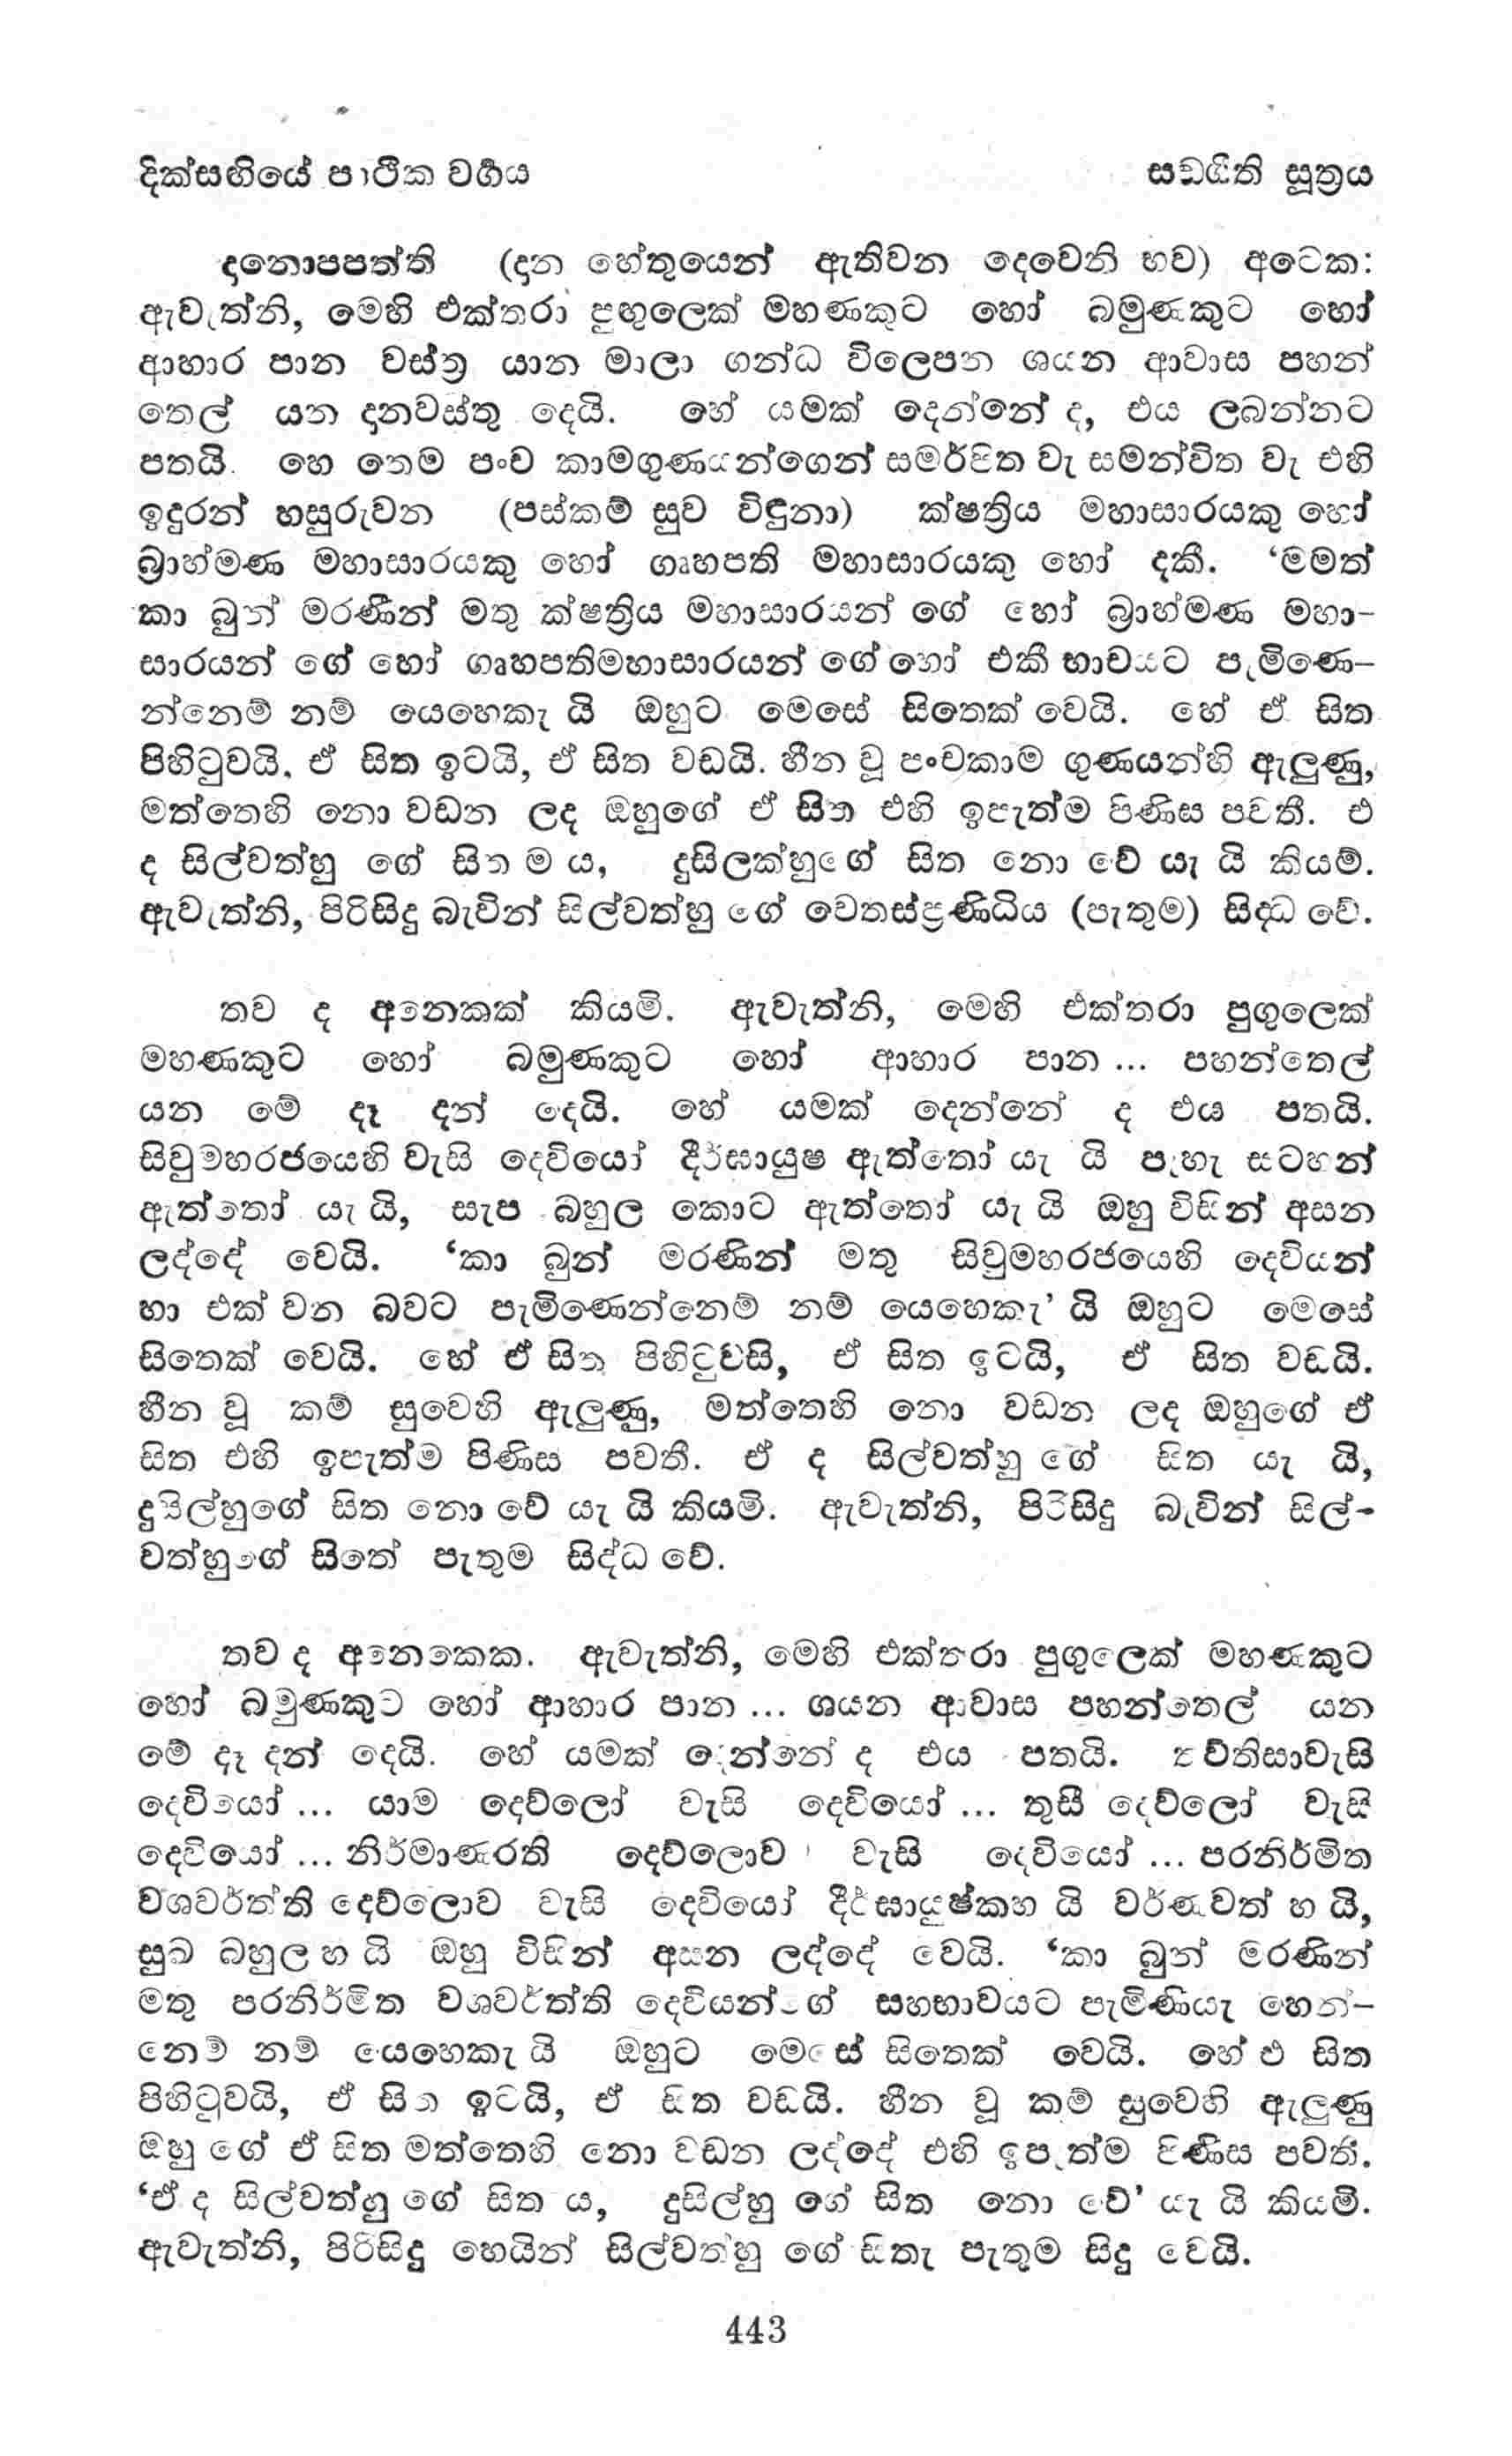 දික්සඟියේ පාථික වර්‍ගය
සඞගීති සූත්‍රය
දානොපපත්ති (දාන හේතුයෙන් ඇතිවන දෙවෙනි භව) අටෙක:
ඇවැත්නි, මෙහි එක්තරා පුඟුලෙක් මහණකුට හෝ බමුණකුට හෝ
ආහාර පාන වස්ත්‍ර යාන මාලා ගන්ධ විලෙපන ශයන ආවාස පහන්
තෙල් යන දානවස්තු දෙයි. හේ යමක් දෙන්නේ ද, එය ලබන්නට
පතයි. හෙ තෙම පංච කාමගුණයන්ගෙන් සමර්පිත වැ සමන්විත වැ එහි
ඉඳුරන් හසුරුවන (පස්කම් සුව විඳුනා) ක්ෂත්‍රිය මහාසාරයකු හෝ
බ්‍රාහ්මණ මහාසාරයකු හෝ ගෘහපති මහාසාරයකු හෝ දකී. ‘මමත්
කා බුන් මරණින් මතු ක්ෂත්‍රිය මහාසාරයන් ගේ හෝ බ්‍රාහ්මණ මහා-
සාරයන් ගේ හෝ ගෘහපතිමහාසාරයන් ගේ හෝ එකී භාවයට පැමිණෙ-
න්නෙම් නම් යෙහෙකැ යි ඔහුට මෙසේ සිතෙක් වෙයි. හේ ඒ සිත
පිහිටුවයි, ඒ සිත ඉටයි, ඒ සිත වඩයි. හීන වූ පංචකාම ගුණයන්හි ඇලුණු,
මත්තෙහි නො වඩන ලද ඔහුගේ ඒ සිත එහි ඉපැත්ම පිණිස පවතී. එ
ද සිල්වත්හු ගේ සිත ම ය, දුසිලක්හුගේ සිත නො වේ යැ යි කියම්.
ඇවැත්නි, පිරිසිදු බැවින් සිල්වත්හු ගේ චෙතස්ප්‍රණිධිය (පැතුම) සිද්ධ වේ.
තව ද අනෙකක් කියමි. ඇවැත්නි, මෙහි එක්තරා පුගුලෙක්
මහණකුට හෝ බමුණකුට හෝ ආහාර පාන ... පහන්තෙල්
යන මේ දෑ දන් දෙයි. හේ යමක් දෙන්නේ ද එය පතයි.
සිවුමහරජයෙහි වැසි දෙවියෝ දීර්ඝායුෂ ඇත්තෝ යැ යි පැහැ සටහන්
ඇත්තෝ යැ යි, සැප බහුල කොට ඇත්තෝ යැ යි ඔහු විසින් අසන
ලද්දේ වෙයි. ‘කා බුන් මරණින් මතු සිවුමහරජයෙහි දෙවියන්
හා එක් වන බවට පැමිණෙන්නෙම් නම් යෙහෙකැ’ යි ඔහුට මෙසේ
සිතෙක් වෙයි. හේ ඒ සිත පිහිටුවයි, ඒ සිත ඉටයි, ඒ සිත වඩයි.
හීන වූ කම් සුවෙහි ඇලුණු, මත්තෙහි නො වඩන ලද ඔහුගේ ඒ
සිත එහි ඉපැත්ම පිණිස පවතී. ඒ ද සිල්වත්හු ගේ සිත යැ යි,
දුසිල්හුගේ සිත නො වේ යැ යි කියමි. ඇවැත්නි, පිරිසිදු බැවින් සිල්-
වත්හුගේ සිතේ පැතුම සිද්ධ වේ.
තව ද අනෙකෙක. ඇවැත්නි, මෙහි එක්තරා පුගුලෙක් මහණකුට
හෝ බමුණකුට හෝ ආහාර පාන ... ශයන ආවාස පහන්තෙල් යන
මේ දෑ දන් දෙයි. හේ යමක් දෙන්නේ ද එය පතයි. තව්තිසාවැසි
දෙවියෝ ... යාම දෙව්ලෝ වැසි දෙවියෝ ... තුසී දෙව්ලෝ වැසි
දෙවියෝ ... නිර්මාණරති දෙව්ලොව වැසි දෙවියෝ ... පරනිර්මිත
වශවර්ත්ති දෙව්ලොව වැසි දෙවියෝ දීර්ඝායුෂ්කහ යි වර්ණවත් හ යි,
සුඛ බහුල හ යි ඔහු විසින් අසන ලද්දේ වෙයි. ‘කා බුන් මරණින්
මතු පරනිර්මිත වශවර්ත්ති දෙවියන් ගේ සහභාවයට පැමිණියැ හෙන්-
නෙම් නම් යෙහෙකැ යි ඔහුට මෙසේ සිතෙක් වෙයි. හේ එ සිත
පිහිටුවයි, ඒ සිත ඉටයි, ඒ සිත වඩයි. හීන වූ කම් සුවෙහි ඇලුණු
ඔහු ගේ ඒ සිත මත්තෙහි නො වඩන ලද්දේ එහි ඉපැත්ම පිණිස පවතී.
‘ඒ ද සිල්වත්හු ගේ සිත ය, දුසිල්හු ගේ සිත නො වේ’ යැ යි කියමි.
ඇවැත්නි, පිරිසිදු හෙයින් සිල්වත්හු ගේ සිතැ පැතුම සිදු වෙයි.
443